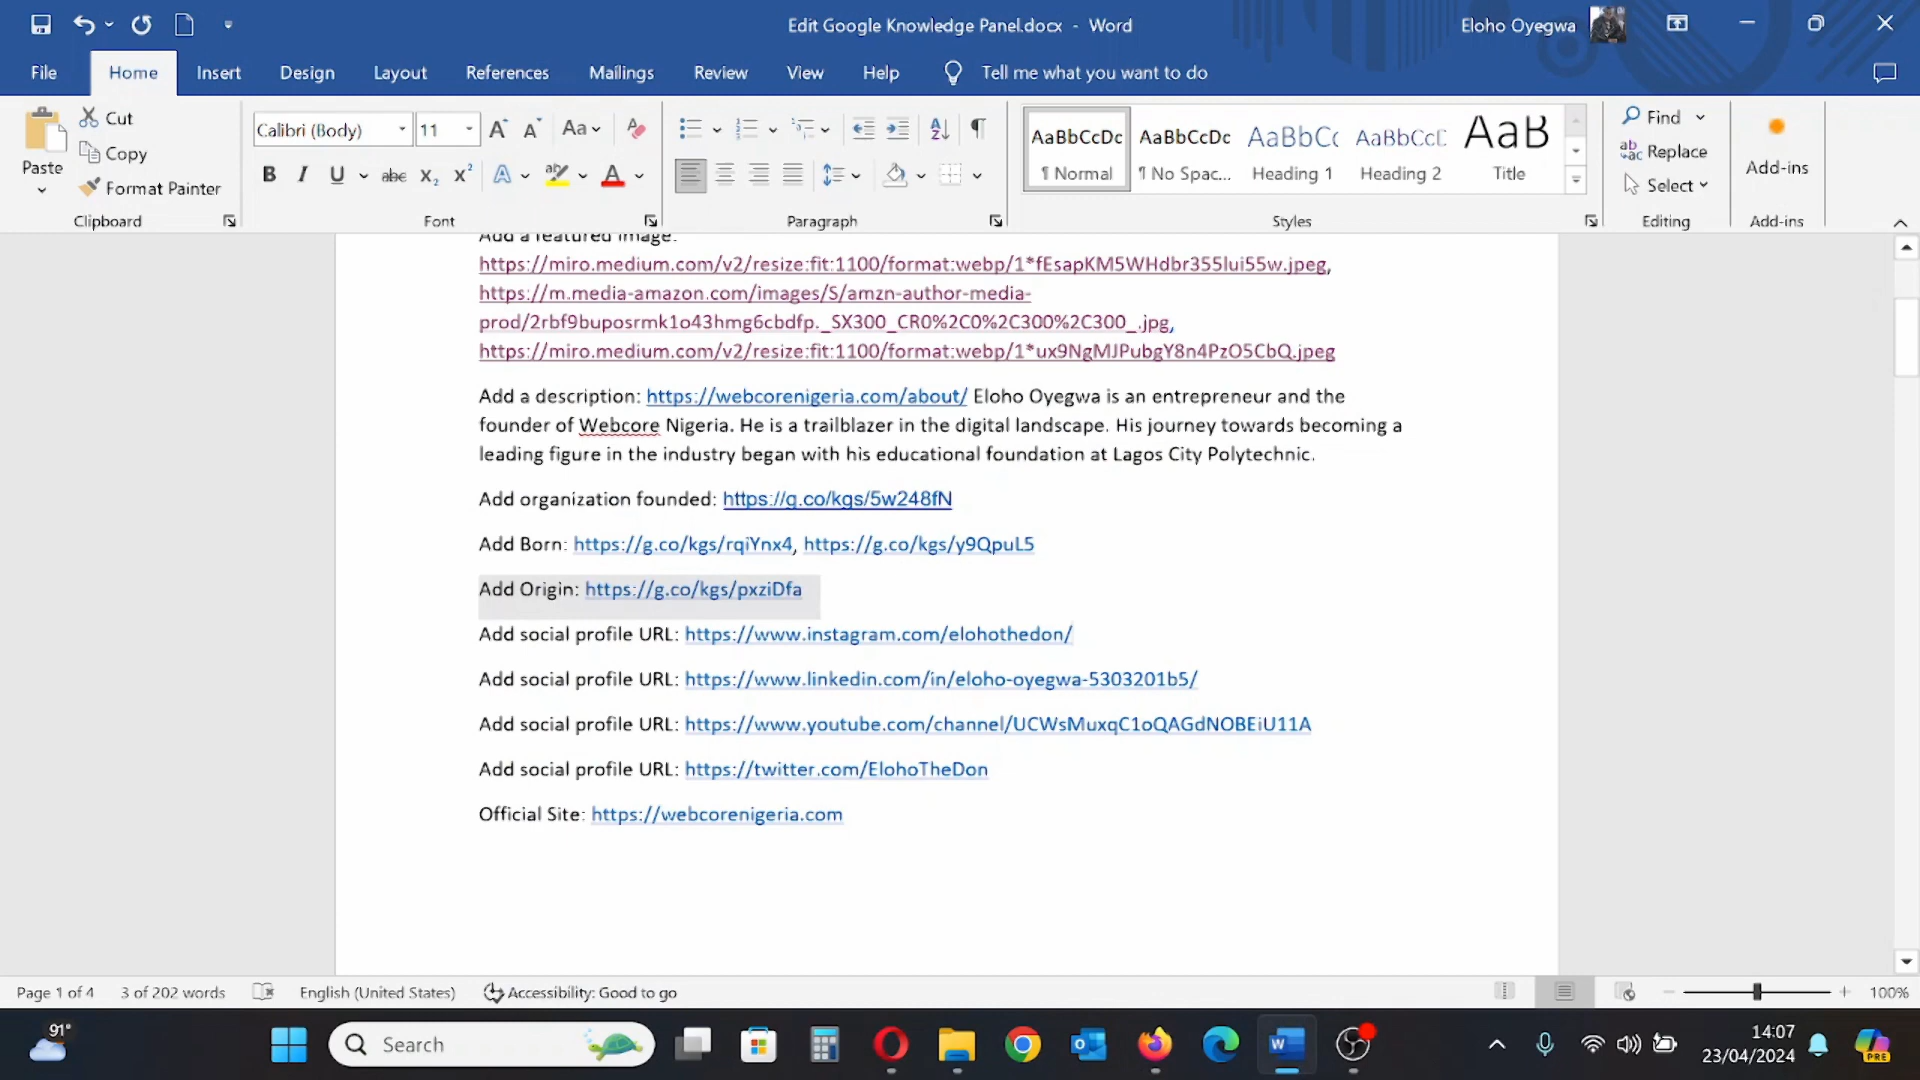 Edit Google Knowledge Panel.docx - Word
Eloho Oyegwa
File Home Insert Design Layout References Mailings Review View Help Tell me what you want to do
Paste
Cut
Copy
Format Painter
Clipboard
Calibri (Body) 11
Font
Paragraph
AaBbCcDc AaBbCcDc AaBbCc AaBbCcC AaB
¶ Normal ¶ No Spac... Heading 1 Heading 2 Title
Styles
Find
Replace
Select
Editing
Add-ins
Add-ins
Add a featured image:
https://miro.medium.com/v2/resize:fit:1100/format:webp/1*fEsapKM5WHdbr355lui55w.jpeg,
https://m.media-amazon.com/images/S/amzn-author-media-
prod/2rbf9buposrmk1o43hmg6cbdfp._SX300_CR0%2C0%2C300%2C300_.jpg,
https://miro.medium.com/v2/resize:fit:1100/format:webp/1*ux9NgMJPubgY8n4PzO5CbQ.jpeg
Add a description: https://webcorenigeria.com/about/ Eloho Oyegwa is an entrepreneur and the
founder of Webcore Nigeria. He is a trailblazer in the digital landscape. His journey towards becoming a
leading figure in the industry began with his educational foundation at Lagos City Polytechnic.
Add organization founded: https://g.co/kgs/5w248fN
Add Born: https://g.co/kgs/rqiYnx4, https://g.co/kgs/y9QpuL5
Add Origin: https://g.co/kgs/pxziDfa
Add social profile URL: https://www.instagram.com/elohothedon/
Add social profile URL: https://www.linkedin.com/in/eloho-oyegwa-5303201b5/
Add social profile URL: https://www.youtube.com/channel/UCWsMuxqC1oQAGdNOBEiU11A
Add social profile URL: https://twitter.com/ElohoTheDon
Official Site: https://webcorenigeria.com
Page 1 of 4 3 of 202 words English (United States) Accessibility: Good to go 100%
91°
Search
14:07
23/04/2024
PRE